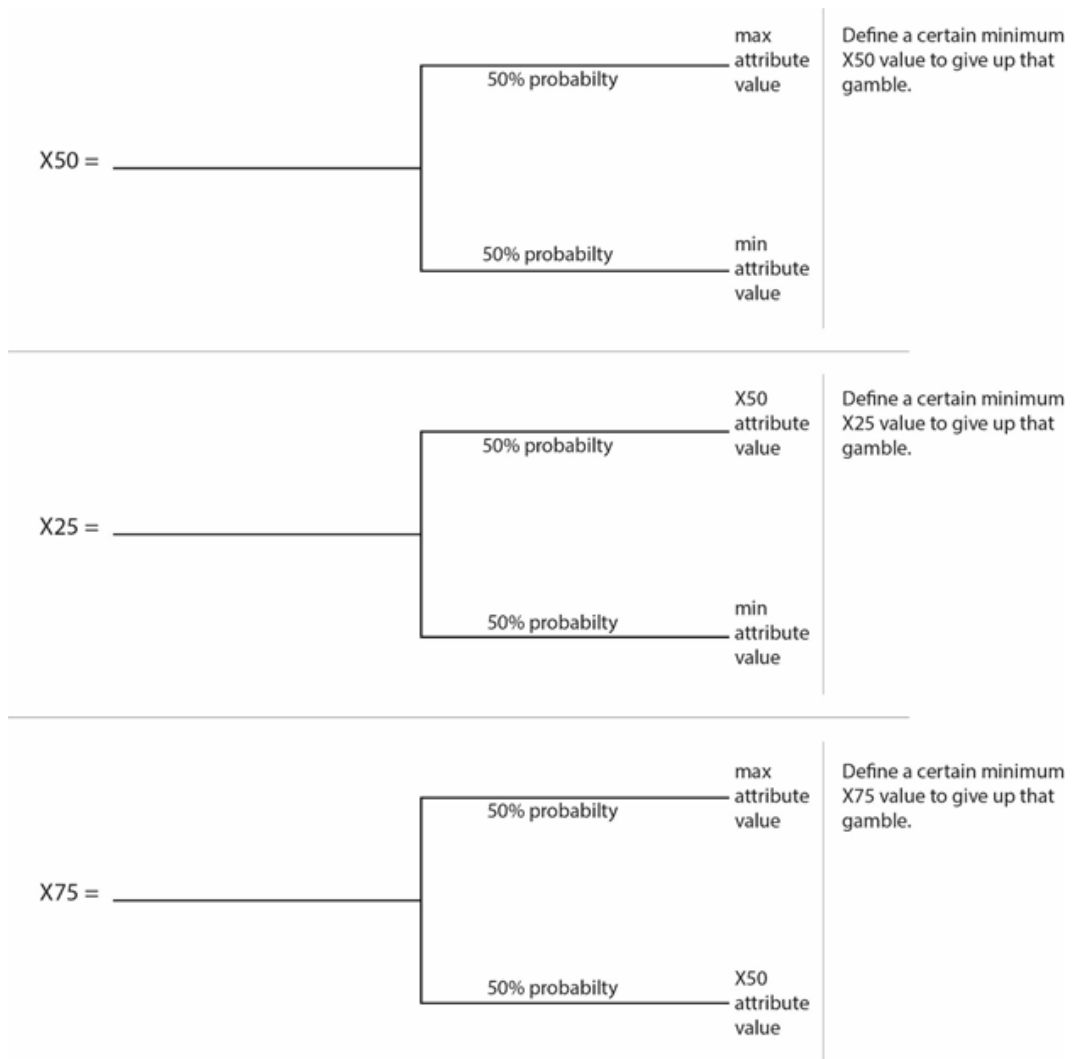 max
attribute
value
Define a certain minimum
X50 value to give up that
gamble.
50% probabilty
X50 =
50% probabilty
min
attribute
value
X50
attribute
value
Define a certain minimum
X25 value to give up that
gamble.
50% probabilty
X25 =
50% probabilty
min
attribute
value
max
attribute
value
Define a certain minimum
X75 value to give up that
gamble.
50% probabilty
X75 =
50% probabilty
X50
attribute
value